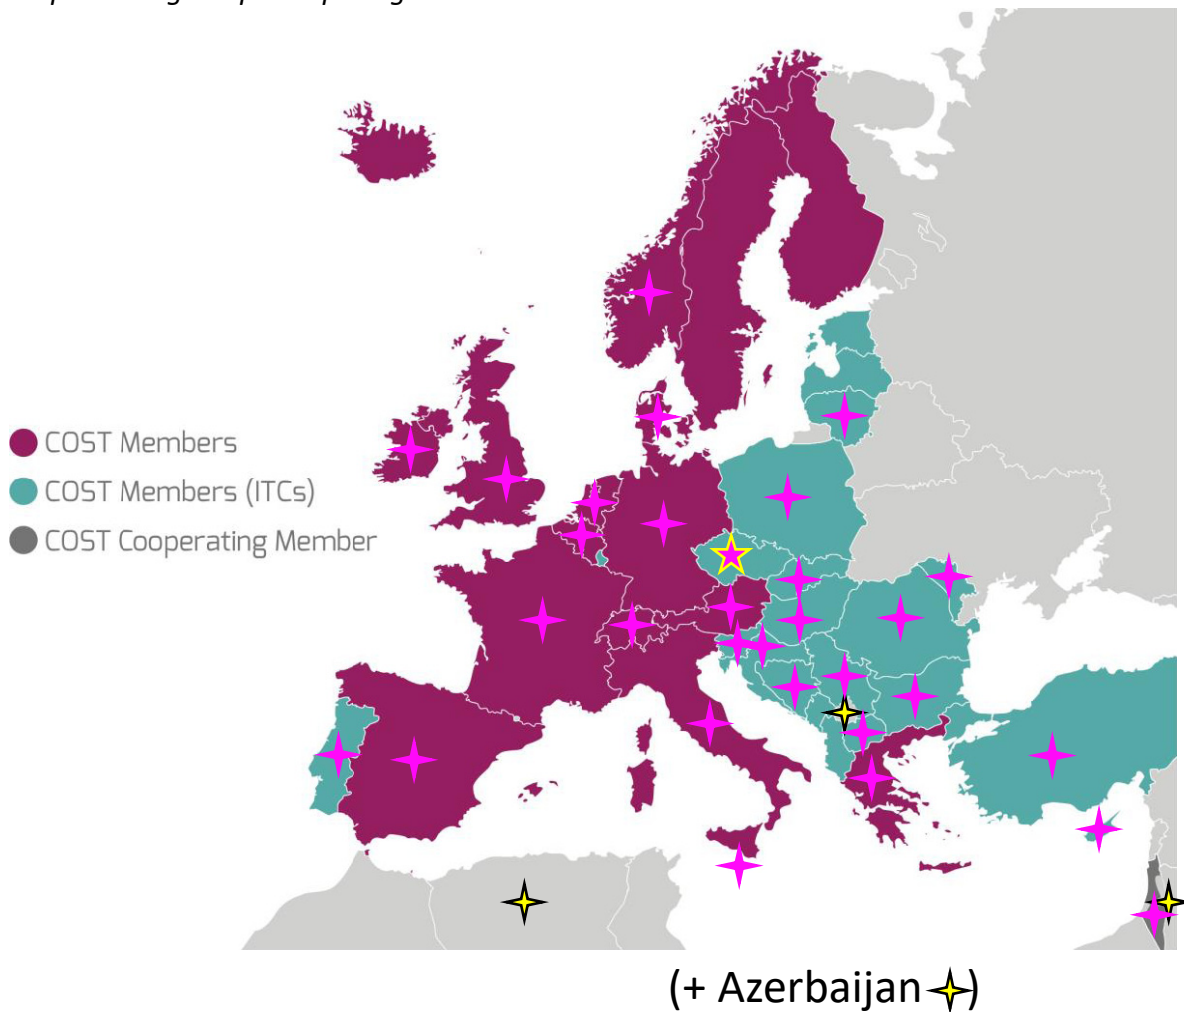 COST Members
COST Members (ITCs)
COST Cooperating Member
(+ Azerbaijan )